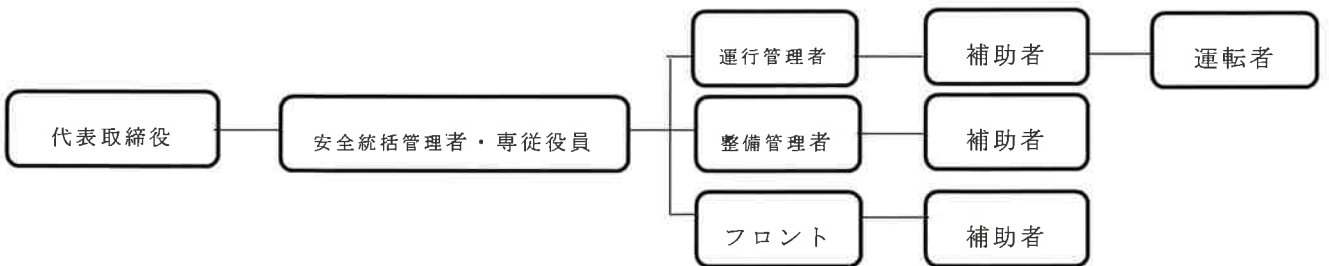 代表取締役
安全統括管理者・専従役員
運行管理者
補助者
運転者
整備管理者
補助者
フロント
補助者